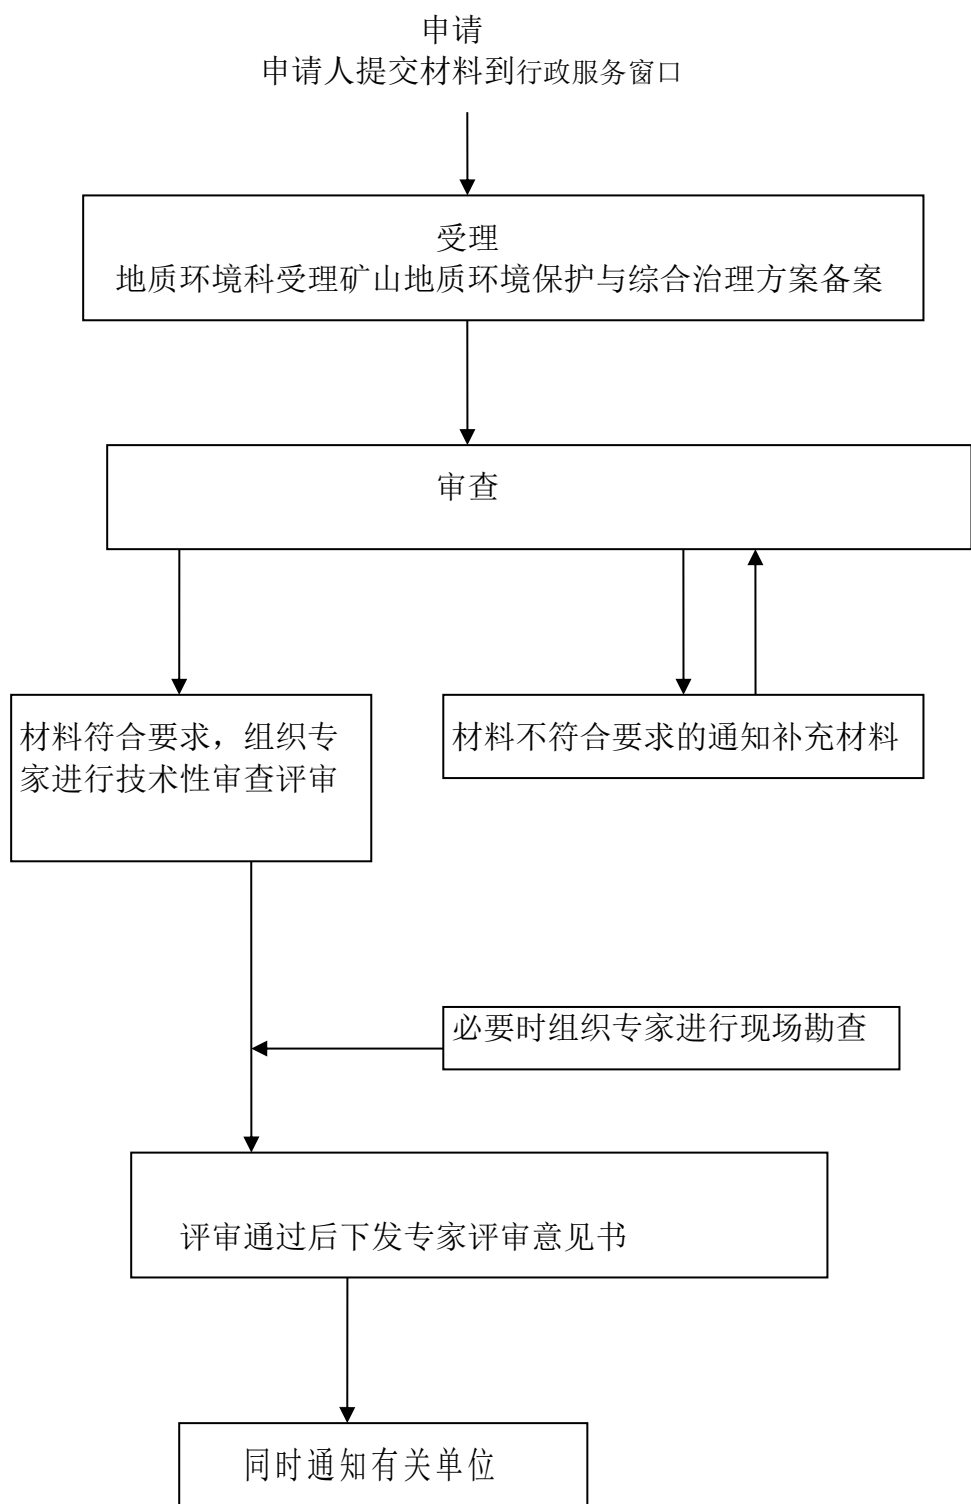 申请
申请人提交材料到行政服务窗口
受理
地质环境科受理矿山地质环境保护与综合治理方案备案
审查
材料符合要求，组织专
家进行技术性审查评审
材料不符合要求的通知补充材料
必要时组织专家进行现场勘查
评审通过后下发专家评审意见书
同时通知有关单位